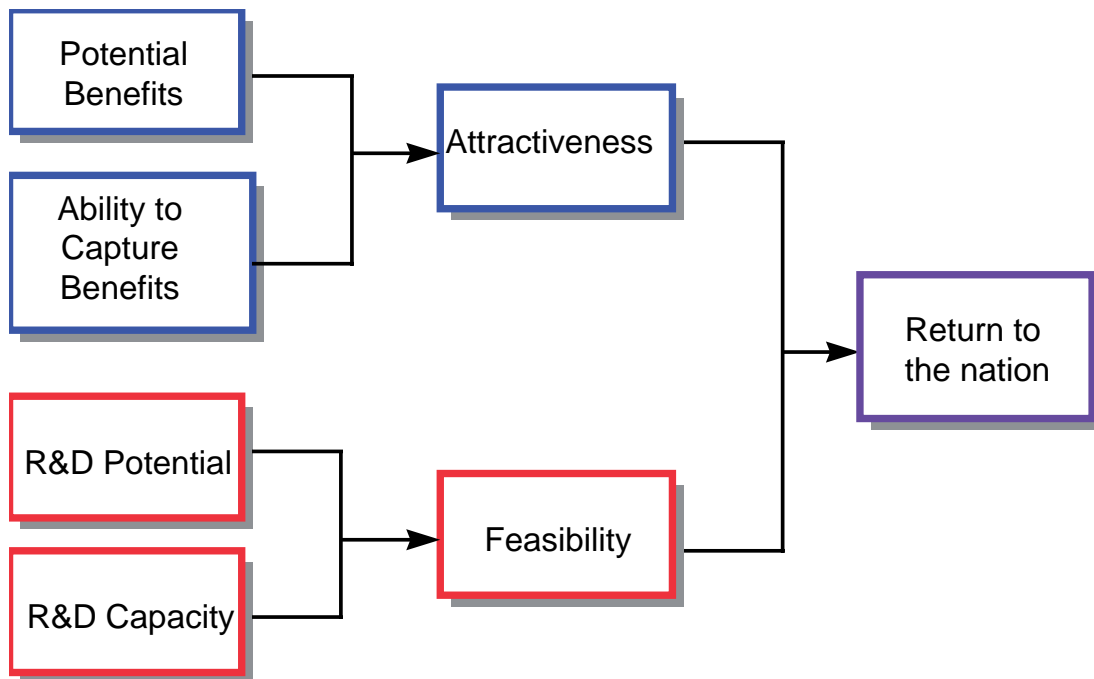 Potential
Benefits
Ability to
Capture
Benefits
Attractiveness
Return to
the nation
R&D Potential
Feasibility
R&D Capacity